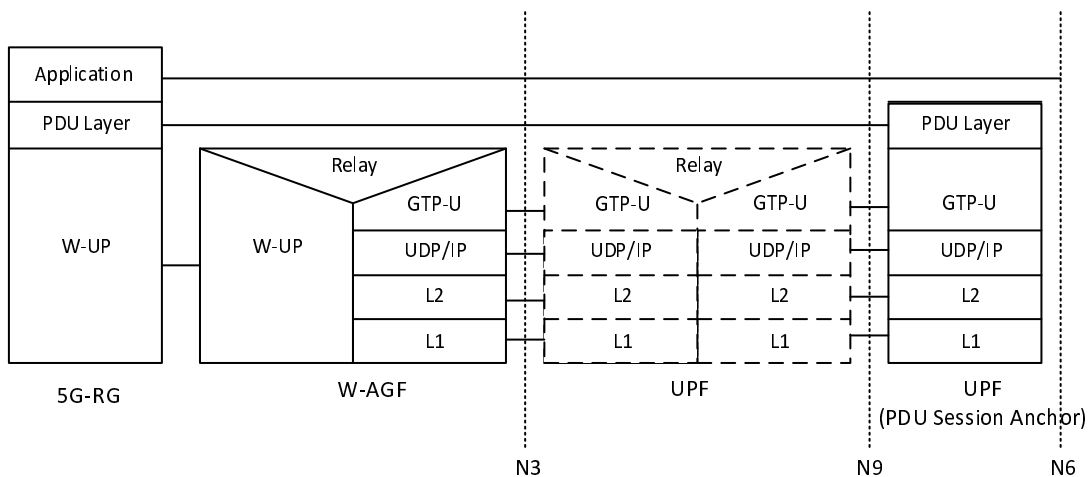 Application
PDU Layer
PDU Layer
Relay
Relay
GTP-U
GTP-U
GTP-U
GTP-U
W-UP
W-UP
UDP/IP
UDP/IP
UDP/IP
UDP/IP
L2
L2
L2
L2
L1
L1
L1
L1
5G-RG
W-AGF
UPF
UPF
(PDU Session Anchor)
N3
N9
N6